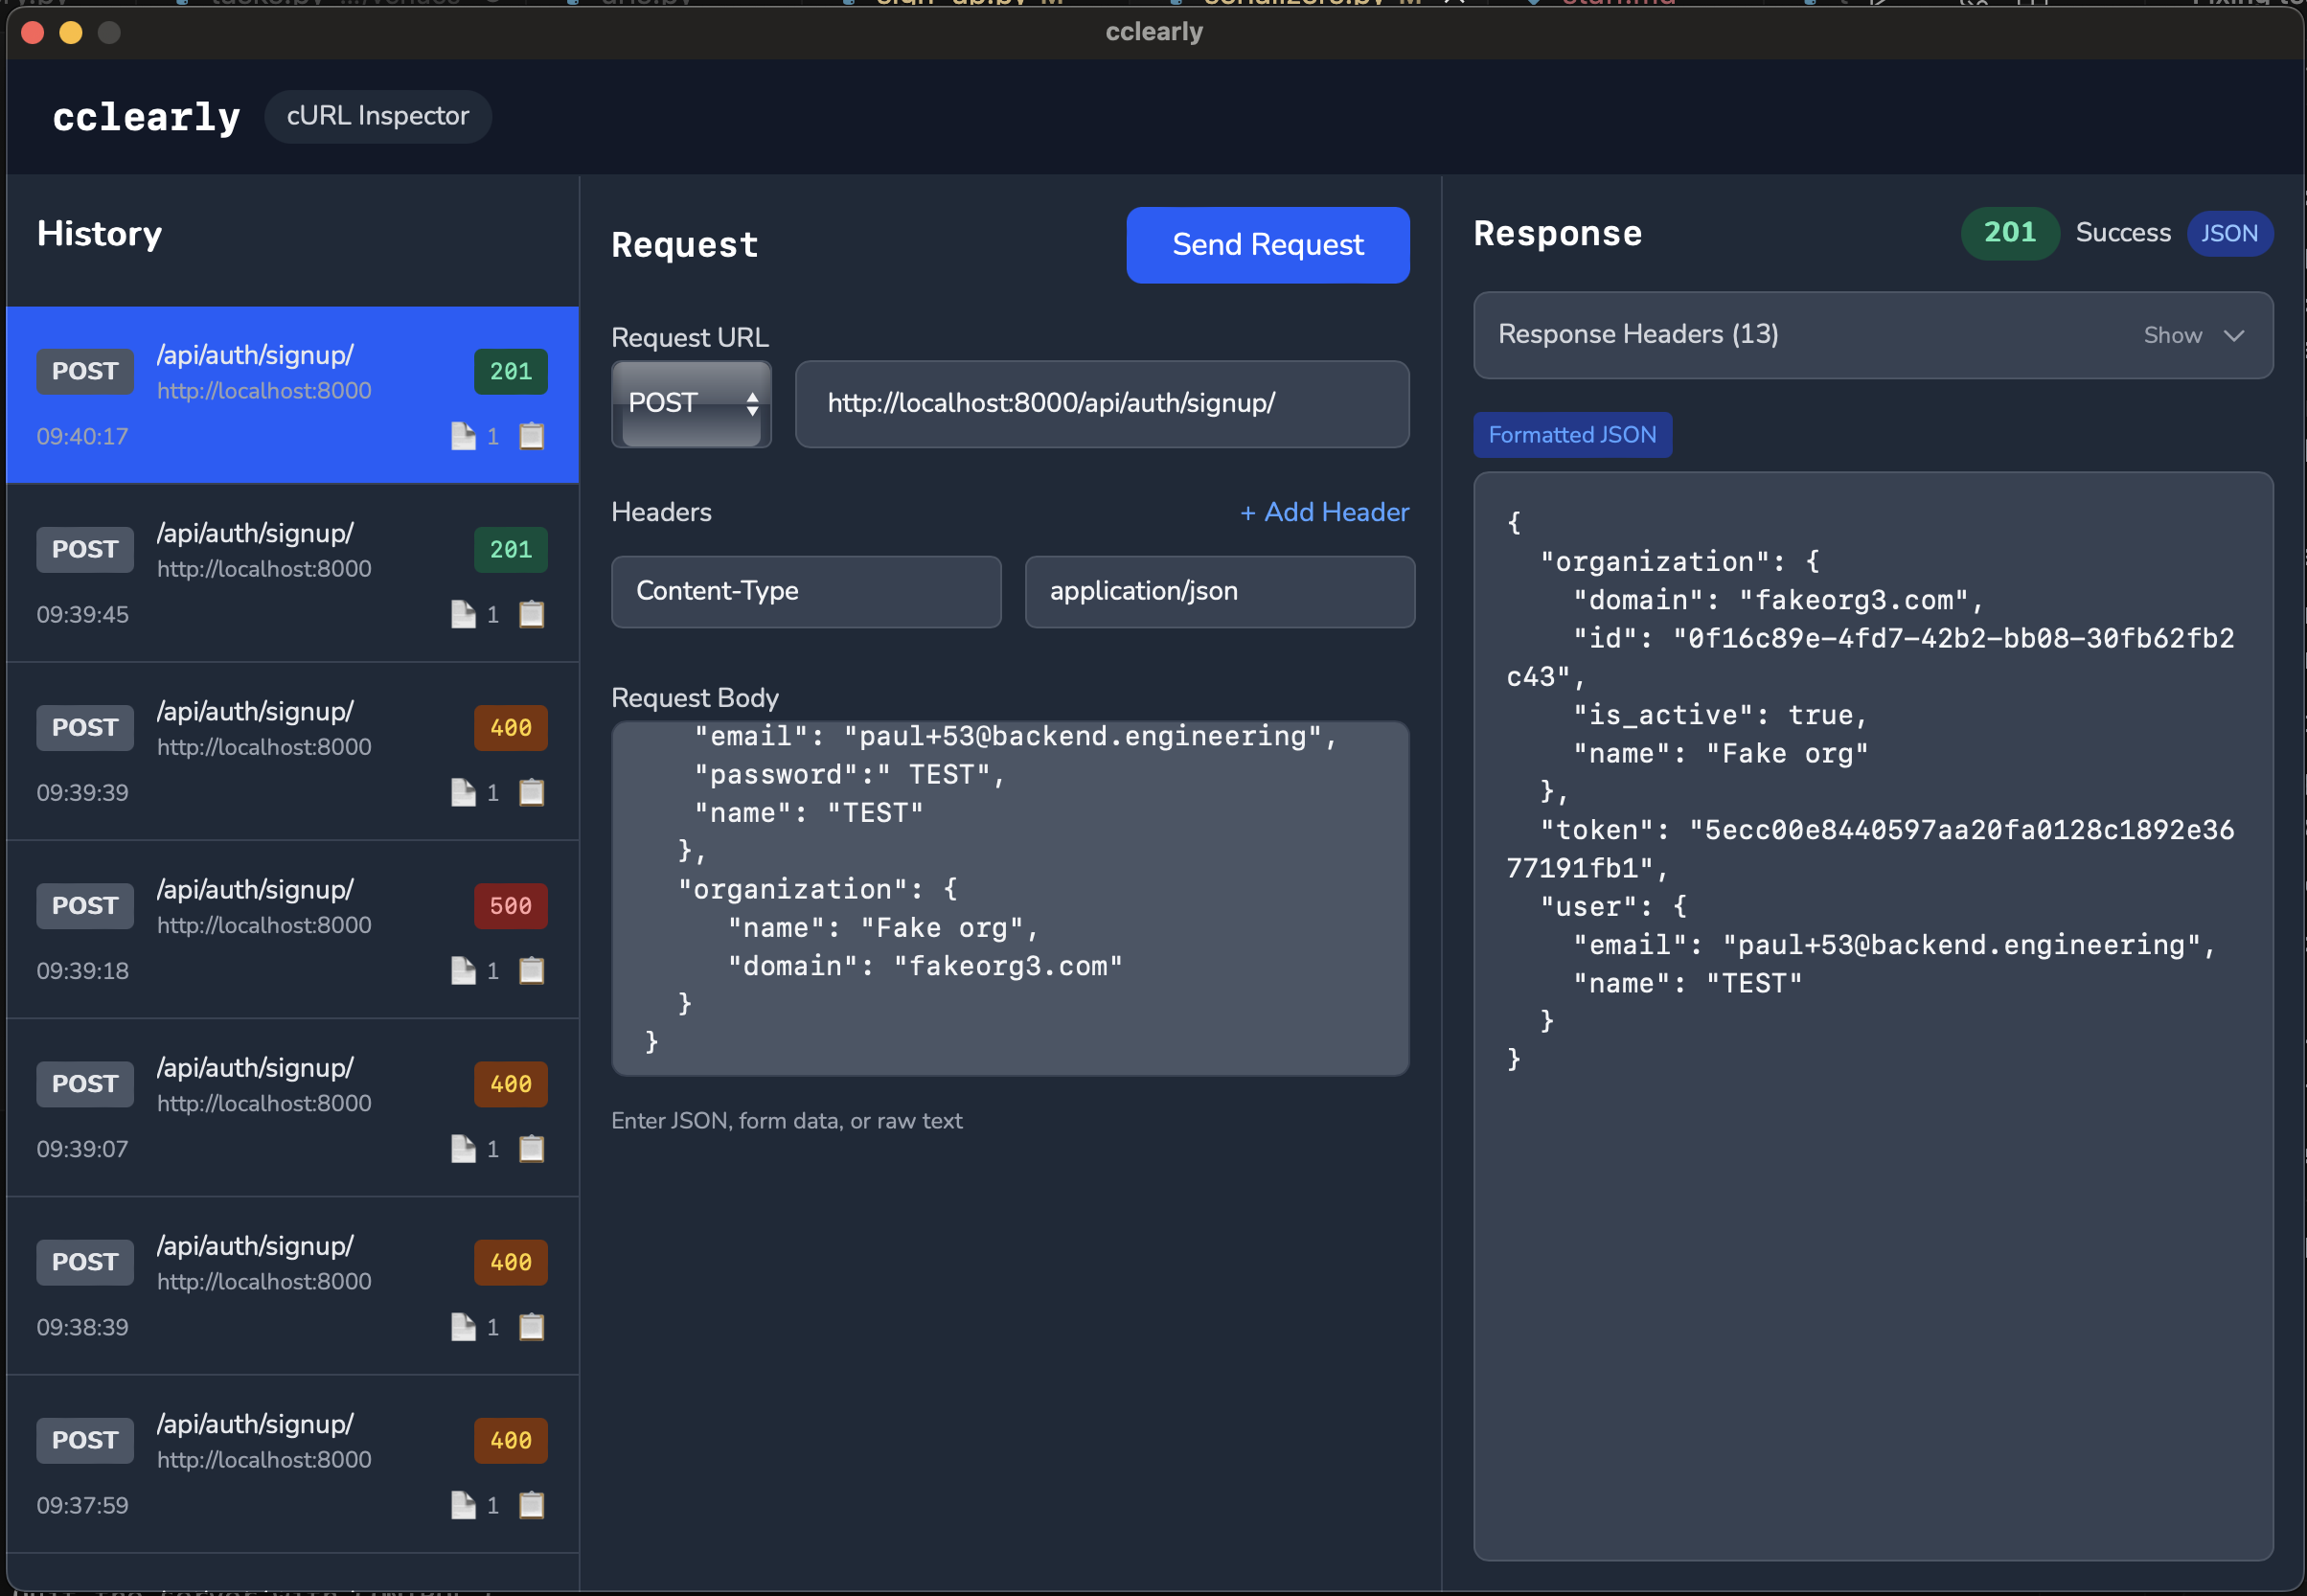 cclearly
cclearly
cURL Inspector
History
POST
/api/auth/signup/
http://localhost:8000
201
09:40:17
1
POST
/api/auth/signup/
http://localhost:8000
201
09:39:45
1
POST
/api/auth/signup/
http://localhost:8000
400
09:39:39
1
POST
/api/auth/signup/
http://localhost:8000
500
09:39:18
1
POST
/api/auth/signup/
http://localhost:8000
400
09:39:07
1
POST
/api/auth/signup/
http://localhost:8000
400
09:38:39
1
POST
/api/auth/signup/
http://localhost:8000
400
09:37:59
1
Request
Send Request
Request URL
POST
http://localhost:8000/api/auth/signup/
Headers
+ Add Header
Content-Type
application/json
Request Body
"email": "paul+53@backend.engineering",
"password":" TEST",
"name": "TEST"
},
"organization": {
"name": "Fake org",
"domain": "fakeorg3.com"
}
}
Enter JSON, form data, or raw text
Response
201
Success
JSON
Response Headers (13)
Show
Formatted JSON
{
"organization": {
"domain": "fakeorg3.com",
"id": "0f16c89e-4fd7-42b2-bb08-30fb62fb2
c43",
"is_active": true,
"name": "Fake org"
},
"token": "5ecc00e8440597aa20fa0128c1892e36
77191fb1",
"user": {
"email": "paul+53@backend.engineering",
"name": "TEST"
}
}